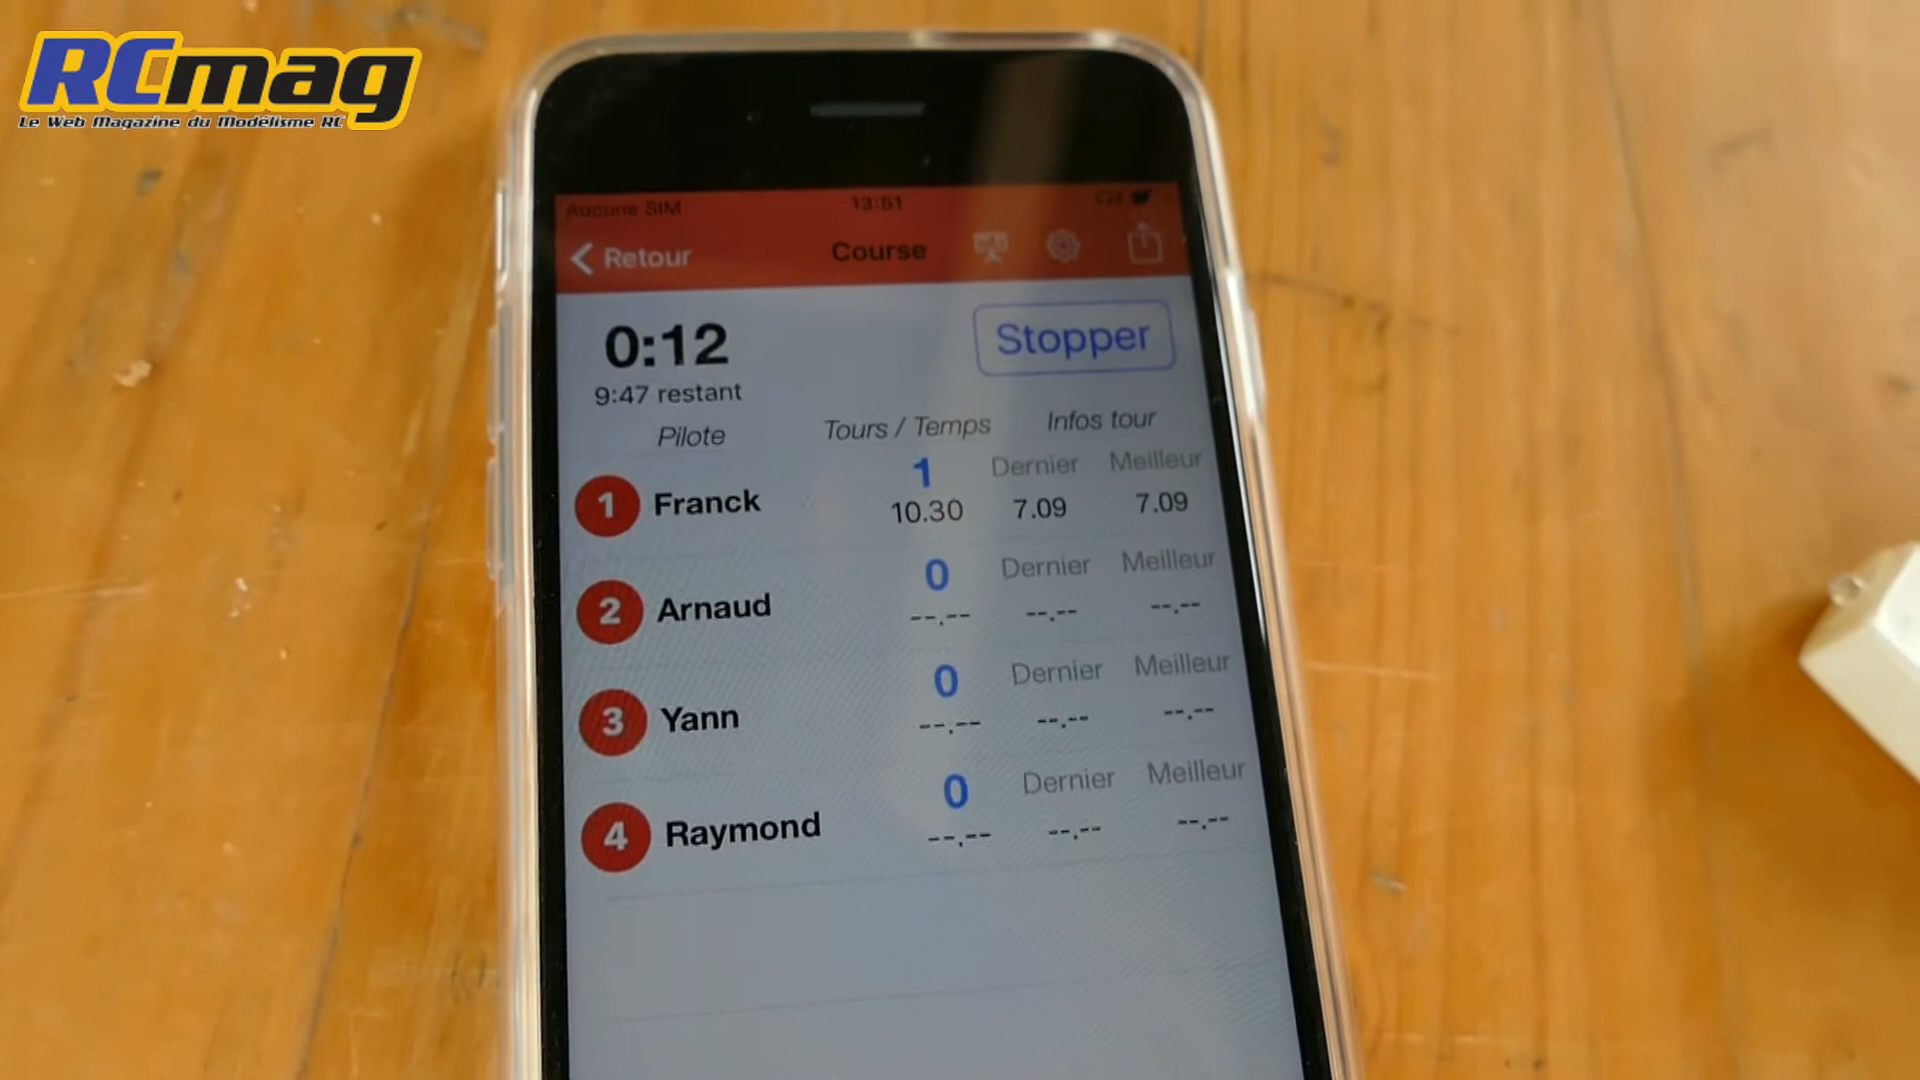 RCmag
Le Web Magazine du Modélisme RC
Aucune SIM 13:51
Retour Course
0:12 Stopper
9:47 restant
Pilote Tours / Temps Infos tour
1 Franck 1 Dernier Meilleur
10.30 7.09 7.09
2 Arnaud 0 Dernier Meilleur
--.-- --.-- --.--
3 Yann 0 Dernier Meilleur
--.-- --.-- --.--
4 Raymond 0 Dernier Meilleur
--.-- --.-- --.--